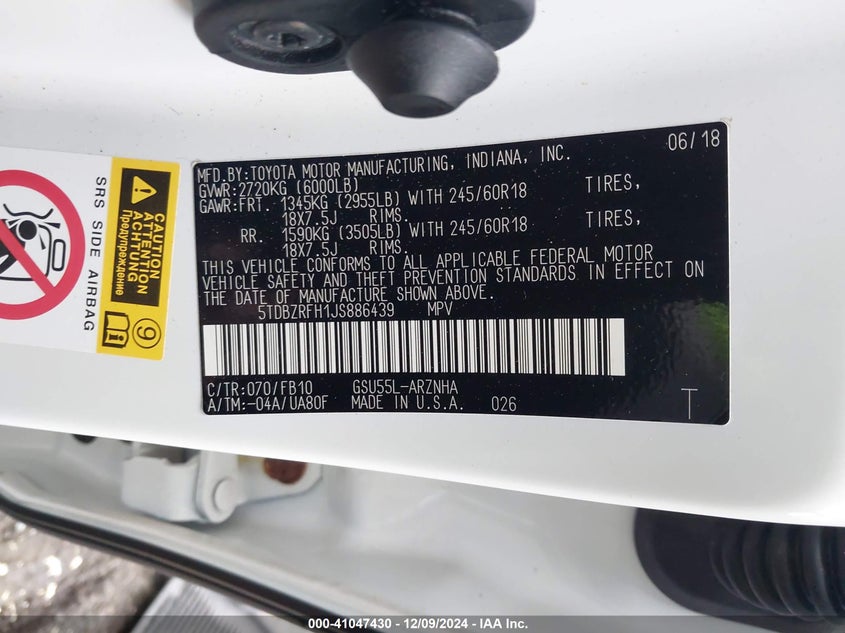 MFD.BY:TOYOTA MOTOR MANUFACTURING, INDIANA, INC. 06/18
GVWR:2720KG (6000LB)
GAWR:FRT. 1345KG (2955LB) WITH 245/60R18 TIRES,
18X7.5J RIMS.
RR. 1590KG (3505LB) WITH 245/60R18 TIRES,
18X7.5J RIMS.
THIS VEHICLE CONFORMS TO ALL APPLICABLE FEDERAL MOTOR
VEHICLE SAFETY AND THEFT PREVENTION STANDARDS IN EFFECT ON
THE DATE OF MANUFACTURE SHOWN ABOVE.
5TDBZRFH1JS886439 MPV
C/TR:070/FB10 GSU55L-ARZNHA
A/TM:-04A/UA80F MADE IN U.S.A. 026 T
SRS SIDE AIRBAG
CAUTION
ATTENTION
ACHTUNG
Предупреждение
9
000-41047430 - 12/09/2024 - IAA Inc.